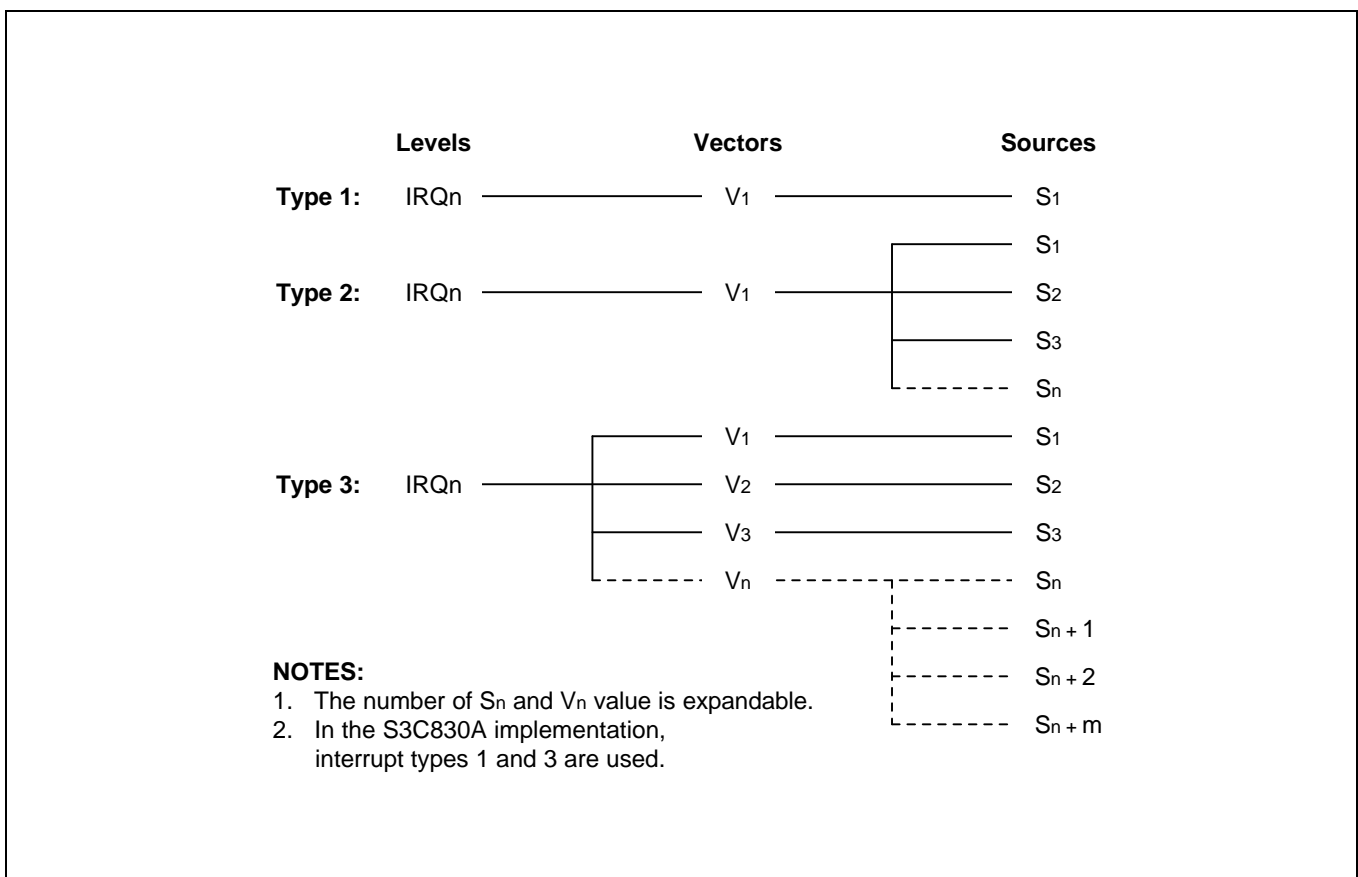 Levels Vectors Sources
Type 1: IRQn V1 S1
S1
Type 2: IRQn V1 S2
S3
Sn
V1 S1
Type 3: IRQn V2 S2
V3 S3
Vn Sn
Sn + 1
Sn + 2
Sn + m
NOTES:
1. The number of Sn and Vn value is expandable.
2. In the S3C830A implementation,
interrupt types 1 and 3 are used.